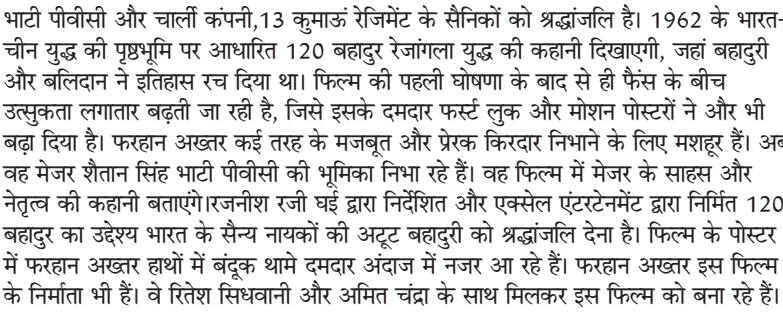 भाटी पीवीसी और चार्ली कंपनी,13 कुमाऊं रेजिमेंट के सैनिकों को श्रद्धांजलि है। 1962 के भारत-
चीन युद्ध की पृष्ठभूमि पर आधारित 120 बहादुर रेजांगला युद्ध की कहानी दिखाएगी, जहां बहादुरी
और बलिदान ने इतिहास रच दिया था। फिल्म की पहली घोषणा के बाद से ही फैंस के बीच
उत्सुकता लगातार बढ़ती जा रही है, जिसे इसके दमदार फर्स्ट लुक और मोशन पोस्टरों ने और भी
बढ़ा दिया है। फरहान अख्तर कई तरह के मजबूत और प्रेरक किरदार निभाने के लिए मशहूर हैं। अब
वह मेजर शैतान सिंह भाटी पीवीसी की भूमिका निभा रहे हैं। वह फिल्म में मेजर के साहस और
नेतृत्व की कहानी बताएंगे।रजनीश रजी घई द्वारा निर्देशित और एक्सेल एंटरटेनमेंट द्वारा निर्मित 120
बहादुर का उद्देश्य भारत के सैन्य नायकों की अटूट बहादुरी को श्रद्धांजलि देना है। फिल्म के पोस्टर
में फरहान अख्तर हाथों में बंदूक थामे दमदार अंदाज में नजर आ रहे हैं। फरहान अख्तर इस फिल्म
के निर्माता भी हैं। वे रितेश सिधवानी और अमित चंद्रा के साथ मिलकर इस फिल्म को बना रहे हैं।